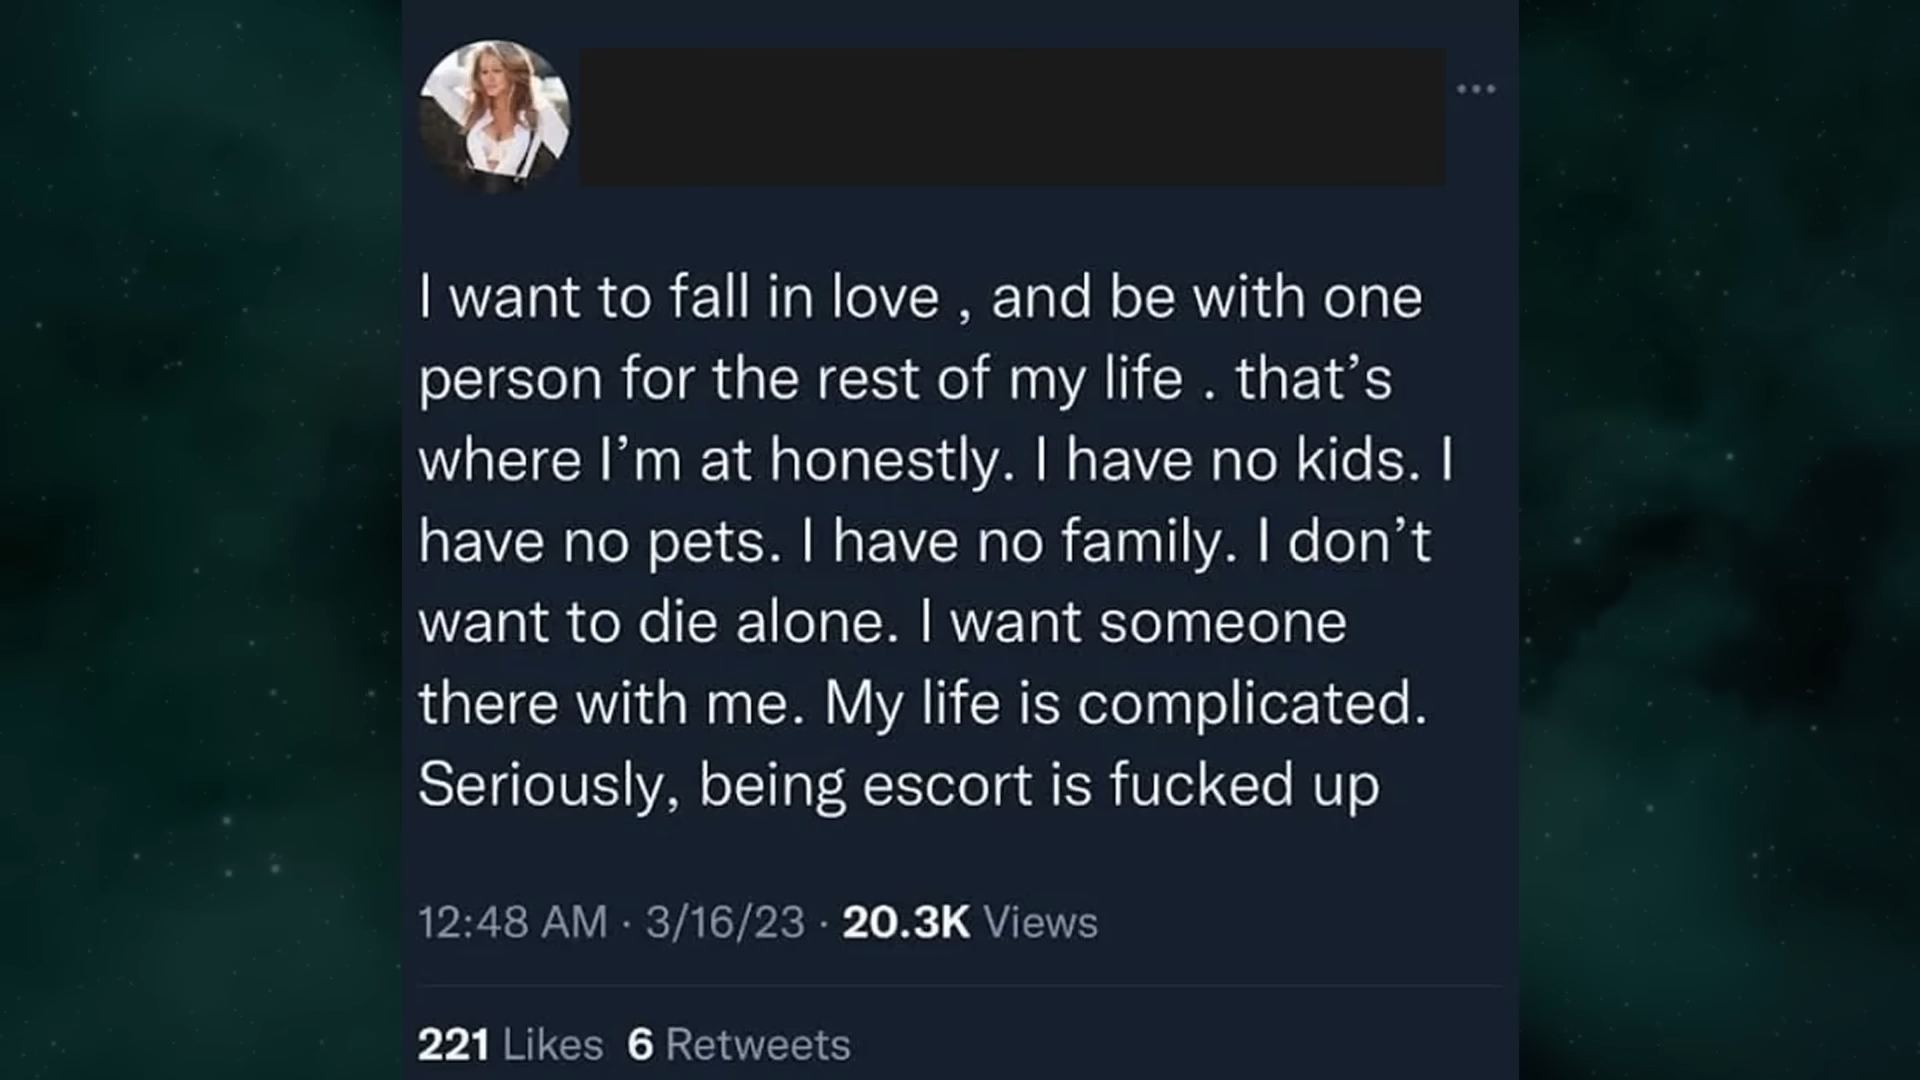 I want to fall in love , and be with one
person for the rest of my life . that’s
where I’m at honestly. I have no kids. I
have no pets. I have no family. I don’t
want to die alone. I want someone
there with me. My life is complicated.
Seriously, being escort is fucked up
12:48 AM · 3/16/23 · 20.3K Views
221 Likes 6 Retweets